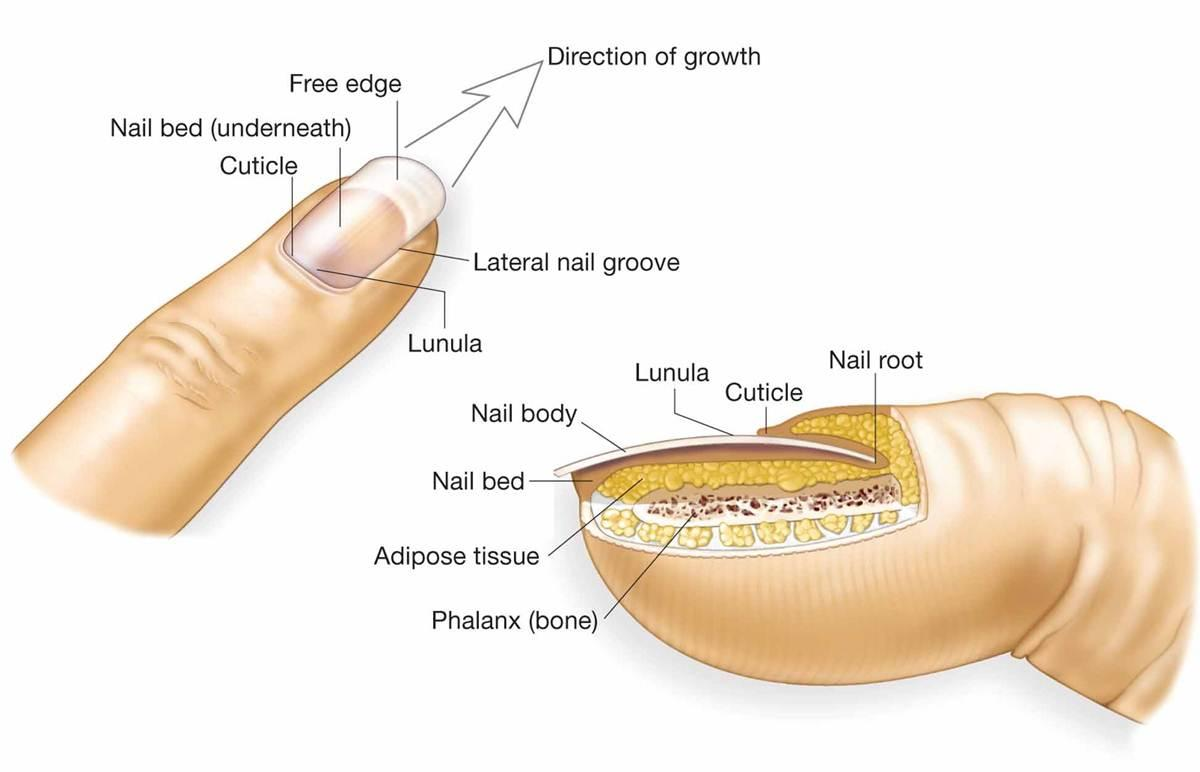 Direction of growth
Free edge
Nail bed (underneath)
Cuticle
Lateral nail groove
Lunula
Nail root
Lunula
Cuticle
Nail body
Nail bed
Adipose tissue
Phalanx (bone)